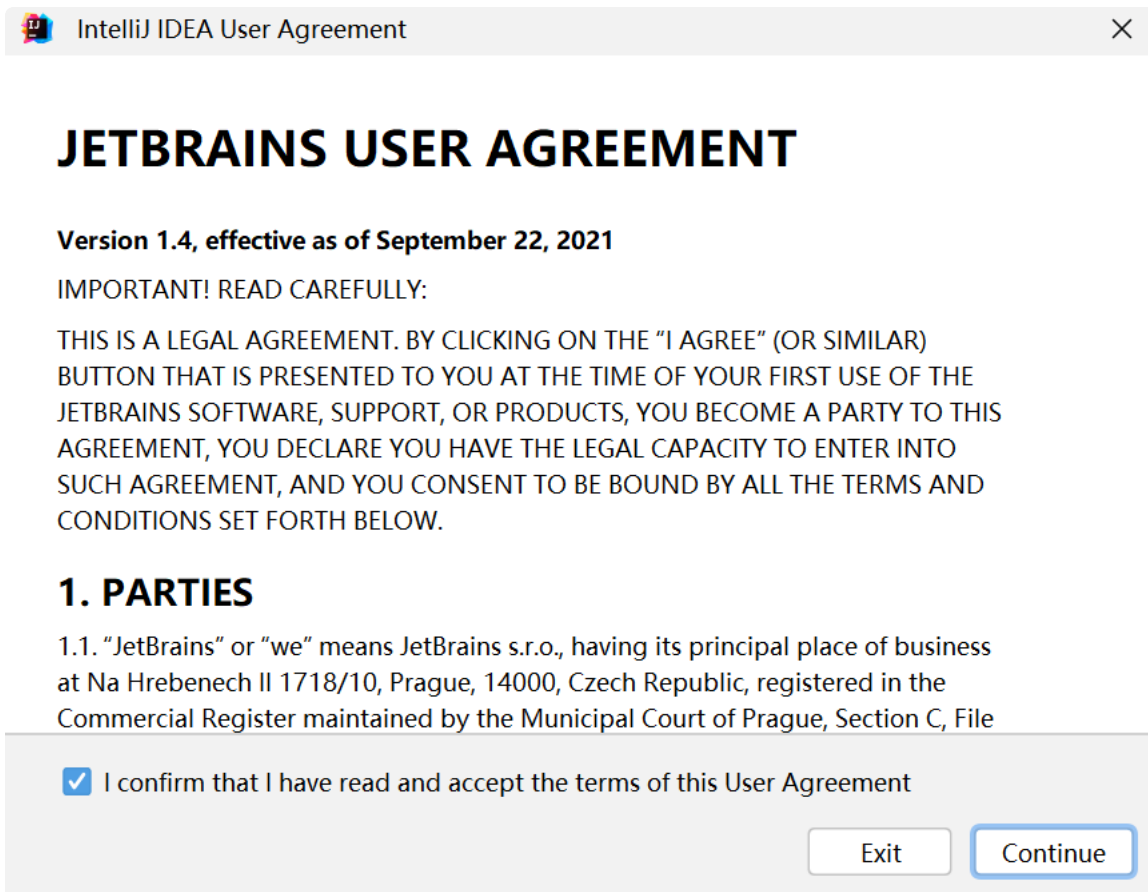 IJ
IntelliJ IDEA User Agreement
JETBRAINS USER AGREEMENT
Version 1.4, effective as of September 22, 2021
IMPORTANT! READ CAREFULLY:
THIS IS A LEGAL AGREEMENT. BY CLICKING ON THE “I AGREE” (OR SIMILAR)
BUTTON THAT IS PRESENTED TO YOU AT THE TIME OF YOUR FIRST USE OF THE
JETBRAINS SOFTWARE, SUPPORT, OR PRODUCTS, YOU BECOME A PARTY TO THIS
AGREEMENT, YOU DECLARE YOU HAVE THE LEGAL CAPACITY TO ENTER INTO
SUCH AGREEMENT, AND YOU CONSENT TO BE BOUND BY ALL THE TERMS AND
CONDITIONS SET FORTH BELOW.
1. PARTIES
1.1. “JetBrains” or “we” means JetBrains s.r.o., having its principal place of business
at Na Hrebenech II 1718/10, Prague, 14000, Czech Republic, registered in the
Commercial Register maintained by the Municipal Court of Prague, Section C, File
I confirm that I have read and accept the terms of this User Agreement
Exit
Continue